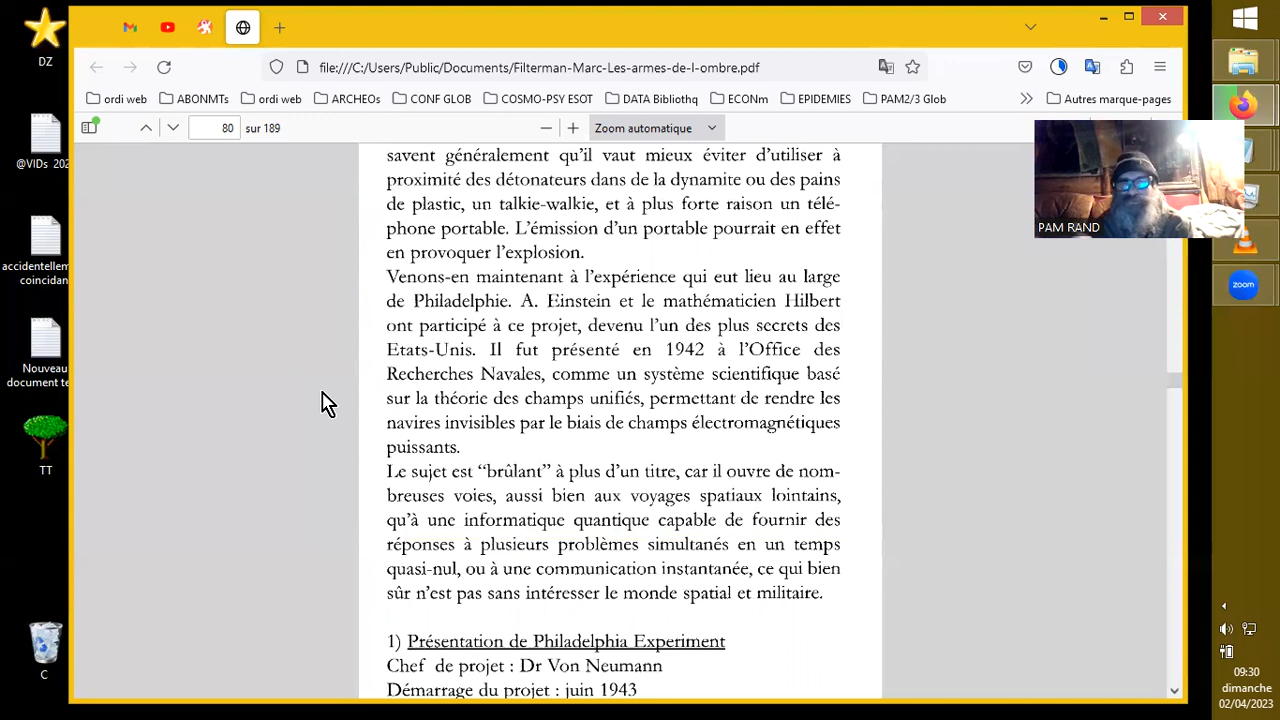 DZ
@VIDs 202
accidentellem
coincidan
Nouveau
document te
TT
C
file:///C:/Users/Public/Documents/Filterman-Marc-Les-armes-de-l-ombre.pdf
ordi web
ABONMTs
ordi web
ARCHEOs
CONF GLOB
COSMO-PSY ESOT
DATA Bibliothq
ECONm
EPIDEMIES
PAM2/3 Glob
Autres marque-pages
80 sur 189
Zoom automatique
savent généralement qu'il vaut mieux éviter d'utiliser à
proximité des détonateurs dans de la dynamite ou des pains
de plastic, un talkie-walkie, et à plus forte raison un télé-
phone portable. L'émission d'un portable pourrait en effet
en provoquer l'explosion.
Venons-en maintenant à l'expérience qui eut lieu au large
de Philadelphie. A. Einstein et le mathématicien Hilbert
ont participé à ce projet, devenu l'un des plus secrets des
Etats-Unis. Il fut présenté en 1942 à l'Office des
Recherches Navales, comme un système scientifique basé
sur la théorie des champs unifiés, permettant de rendre les
navires invisibles par le biais de champs électromagnétiques
puissants.
Le sujet est “brûlant” à plus d'un titre, car il ouvre de nom-
breuses voies, aussi bien aux voyages spatiaux lointains,
qu'à une informatique quantique capable de fournir des
réponses à plusieurs problèmes simultanés en un temps
quasi-nul, ou à une communication instantanée, ce qui bien
sûr n'est pas sans intéresser le monde spatial et militaire.
1) Présentation de Philadelphia Experiment
Chef de projet : Dr Von Neumann
Démarrage du projet : juin 1943
PAM RAND
zoom
09:30
dimanche
02/04/2023